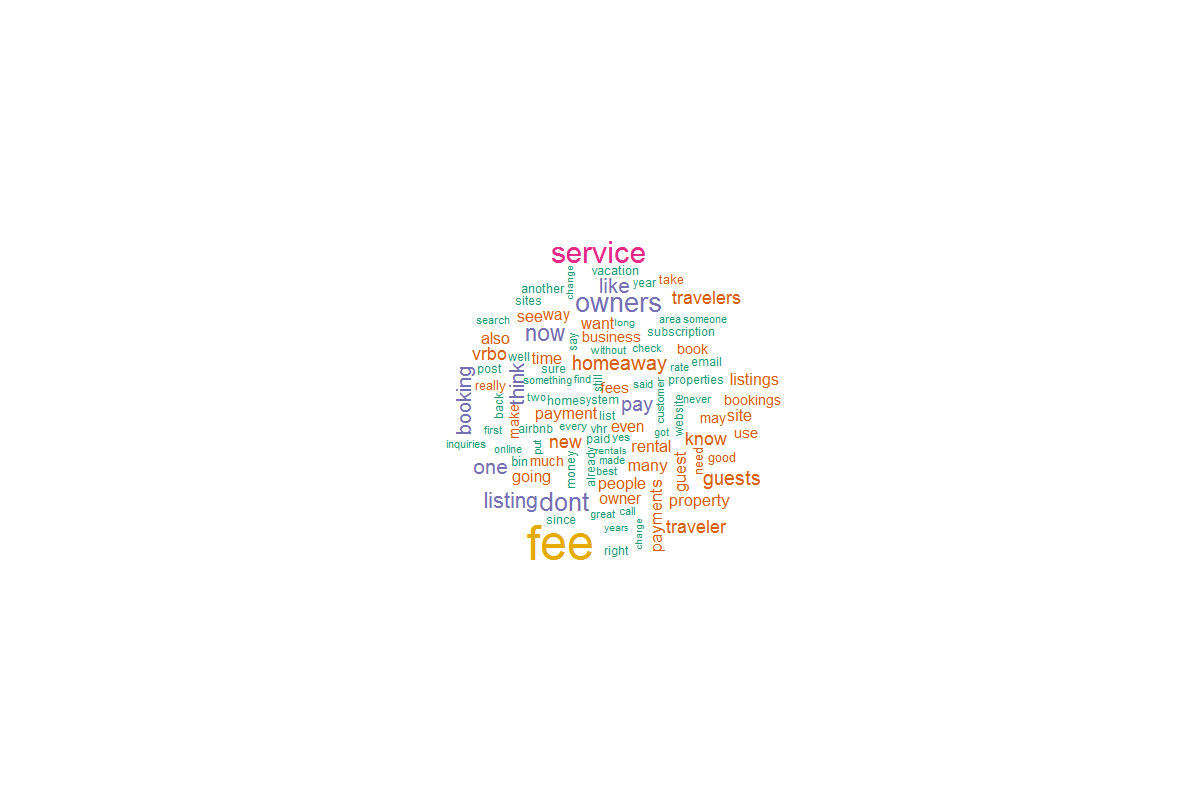 service
vacation
change
another
like
year
take
sites
owners
travelers
search
see
way
want
long
area
someone
also
now
say
business
subscription
vrbo
well
time
without
check
book
post
sure
homeaway
rate
email
booking
think
really
something
find
still
fees
said
customer
properties
listings
back
two
home
system
pay
website
never
bookings
make
payment
list
may
site
first
airbnb
every
vhr
even
got
use
inquiries
online
put
new
paid
yes
rental
know
one
bin
much
money
already
rentals
made
many
guest
need
good
going
best
people
guests
listing
dont
owner
payments
property
since
great
call
fee
years
charge
traveler
right